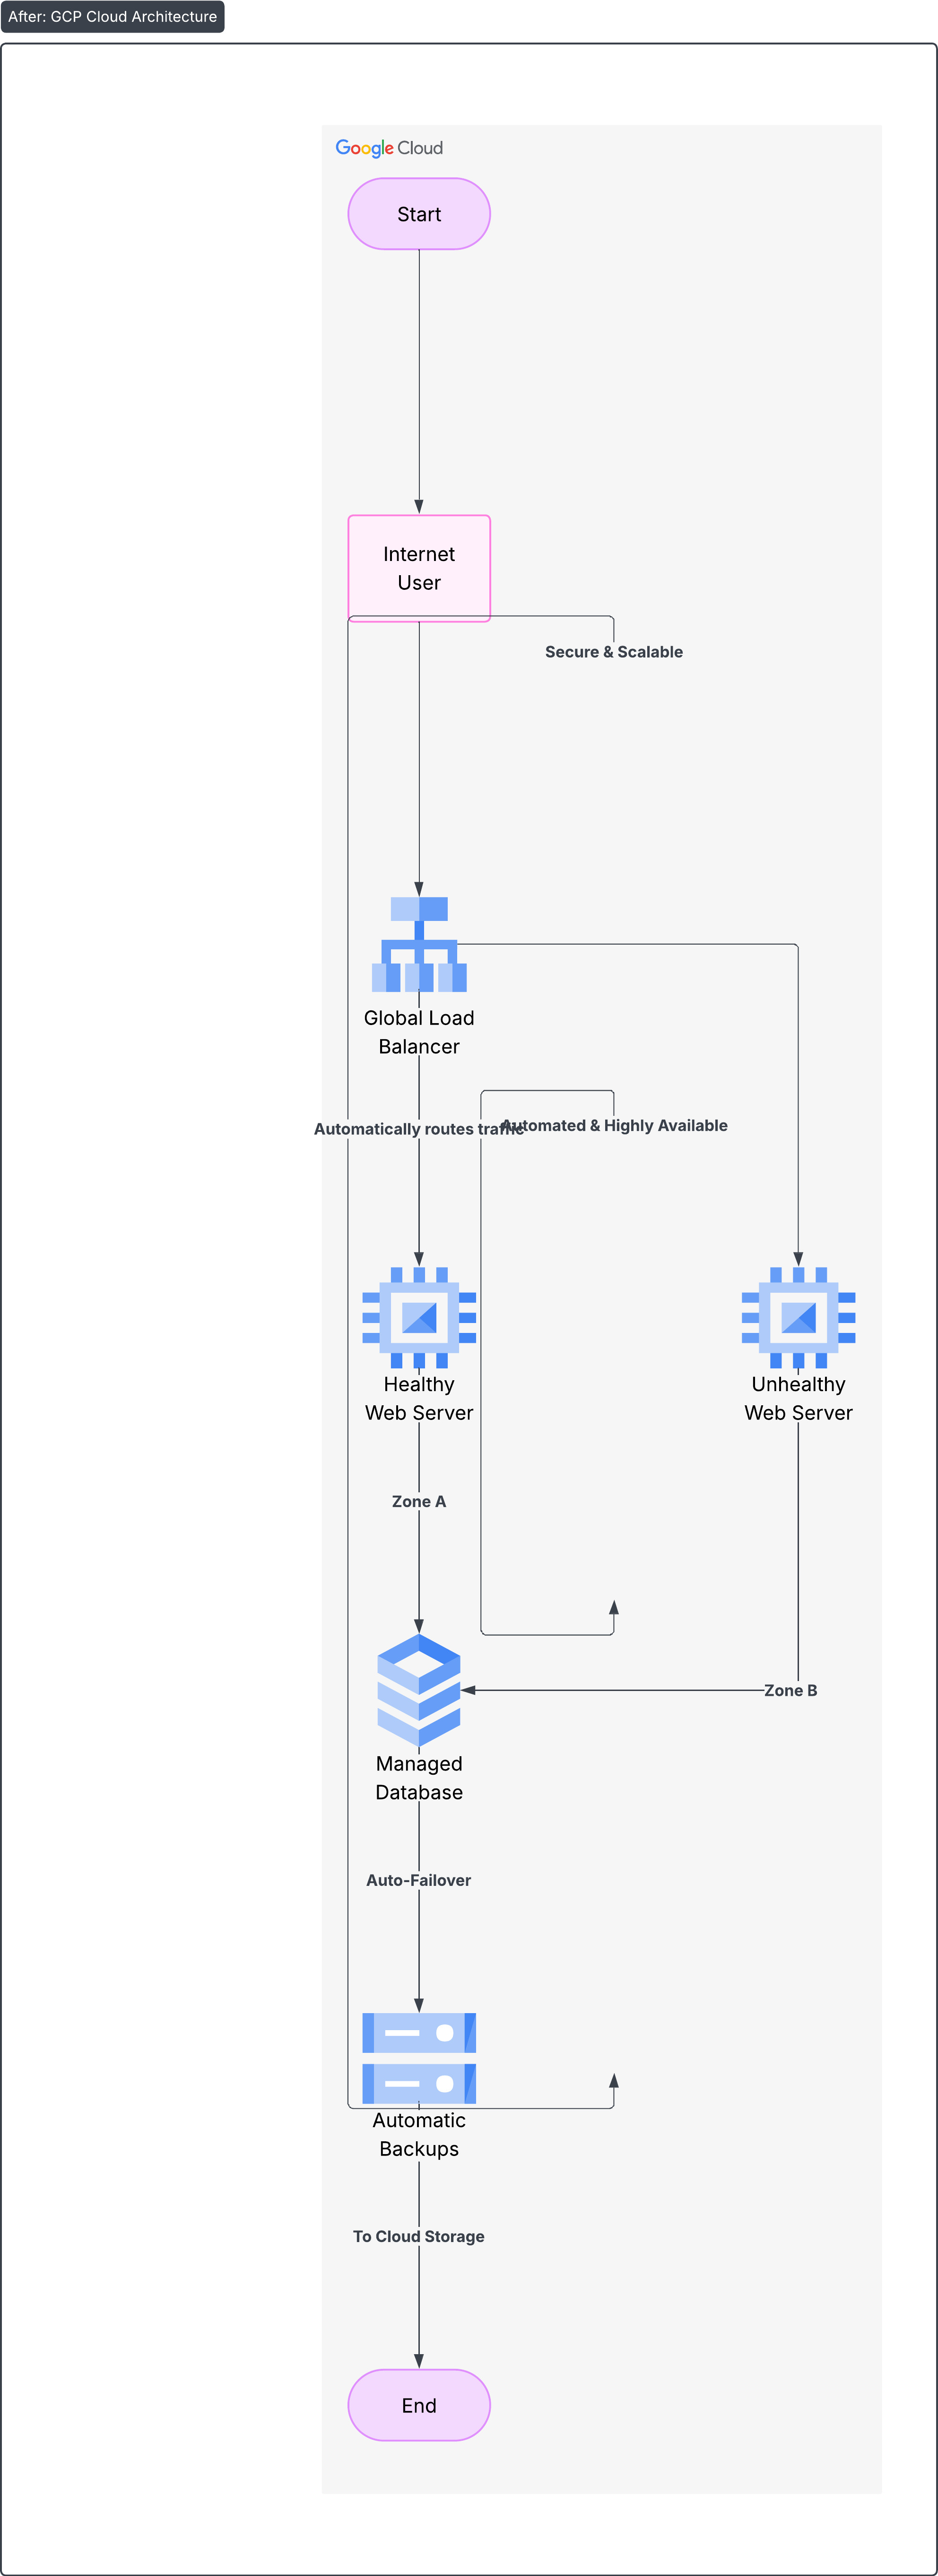 After: GCP Cloud Architecture
Google Cloud
Start
Internet
User
Secure & Scalable
Global Load
Balancer
Automatically routes traffic
Automated & Highly Available
Healthy
Web Server
Unhealthy
Web Server
Zone A
Zone B
Managed
Database
Auto-Failover
Automatic
Backups
To Cloud Storage
End